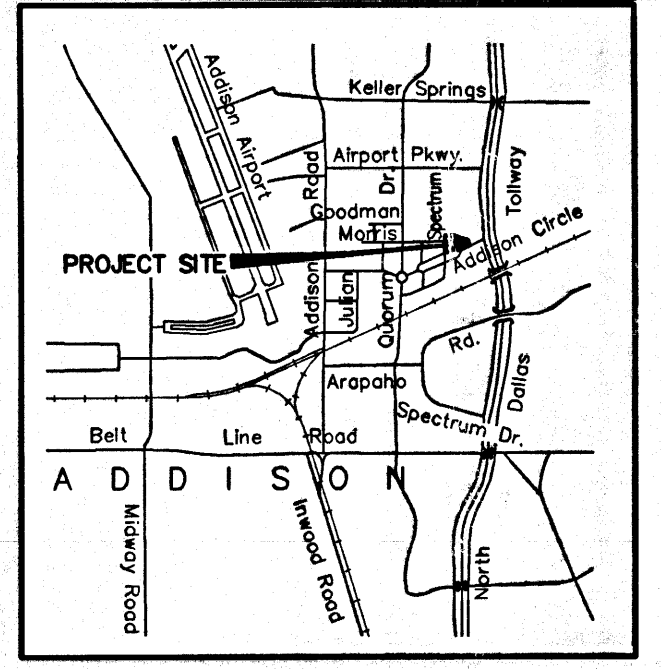 Keller Springs
Addison Airport
Airport Pkwy.
Addison Road
Quorum Dr.
Spectrum
Tollway
Goodman
Morris
PROJECT SITE
Addison Circle
Julian
Rd.
Arapaho
Dallas
Spectrum Dr.
Belt Line Road
ADDISON
Midway Road
Inwood Road
North